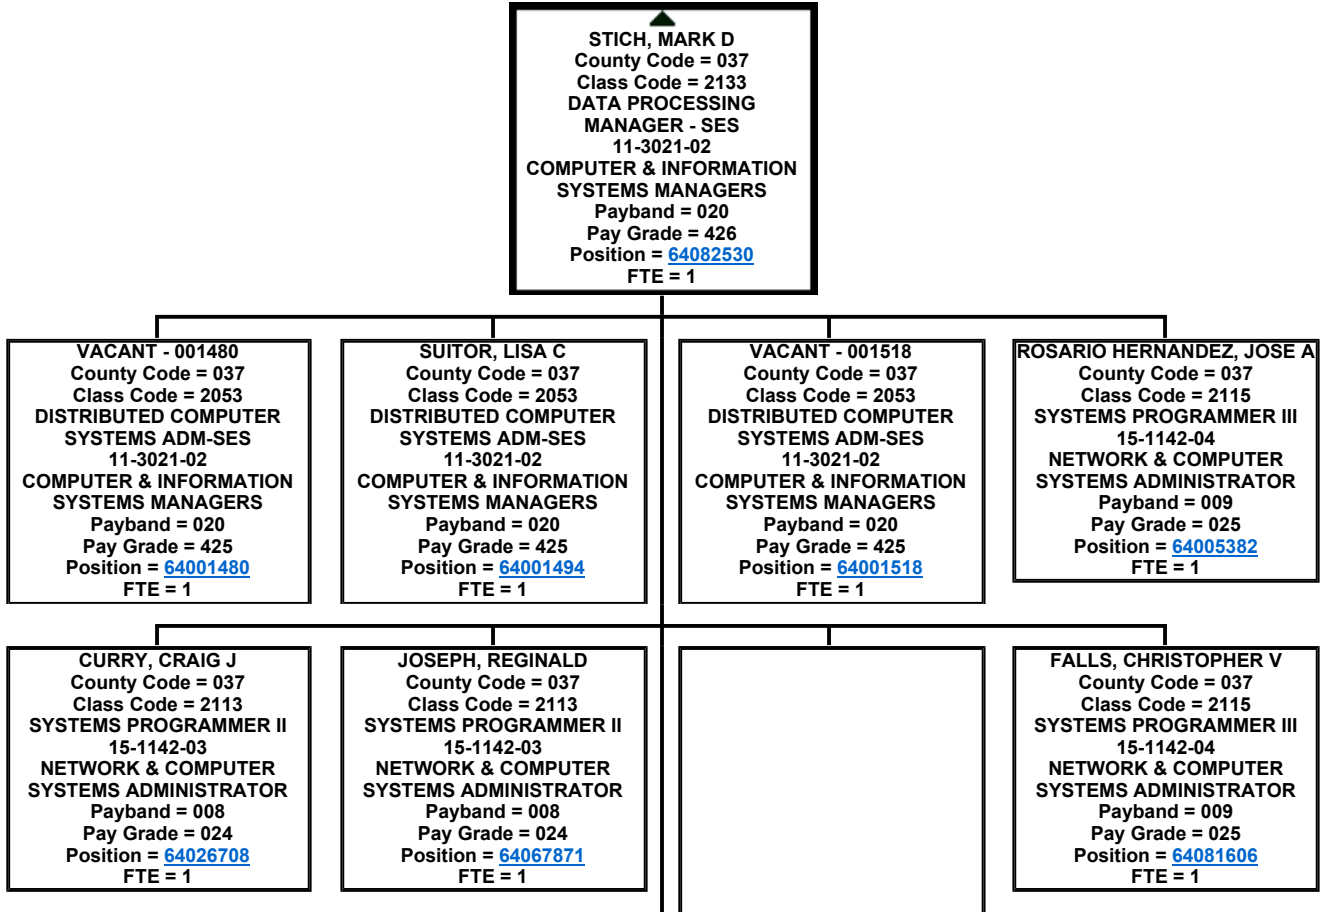 STICH, MARK D
County Code = 037
Class Code = 2133
DATA PROCESSING
MANAGER - SES
11-3021-02
COMPUTER & INFORMATION
SYSTEMS MANAGERS
Payband = 020
Pay Grade = 426
Position = 64082530
FTE = 1
VACANT - 001480
County Code = 037
Class Code = 2053
DISTRIBUTED COMPUTER
SYSTEMS ADM-SES
11-3021-02
COMPUTER & INFORMATION
SYSTEMS MANAGERS
Payband = 020
Pay Grade = 425
Position = 64001480
FTE = 1
SUITOR, LISA C
County Code = 037
Class Code = 2053
DISTRIBUTED COMPUTER
SYSTEMS ADM-SES
11-3021-02
COMPUTER & INFORMATION
SYSTEMS MANAGERS
Payband = 020
Pay Grade = 425
Position = 64001494
FTE = 1
VACANT - 001518
County Code = 037
Class Code = 2053
DISTRIBUTED COMPUTER
SYSTEMS ADM-SES
11-3021-02
COMPUTER & INFORMATION
SYSTEMS MANAGERS
Payband = 020
Pay Grade = 425
Position = 64001518
FTE = 1
ROSARIO HERNANDEZ, JOSE A
County Code = 037
Class Code = 2115
SYSTEMS PROGRAMMER III
15-1142-04
NETWORK & COMPUTER
SYSTEMS ADMINISTRATOR
Payband = 009
Pay Grade = 025
Position = 64005382
FTE = 1
CURRY, CRAIG J
County Code = 037
Class Code = 2113
SYSTEMS PROGRAMMER II
15-1142-03
NETWORK & COMPUTER
SYSTEMS ADMINISTRATOR
Payband = 008
Pay Grade = 024
Position = 64026708
FTE = 1
JOSEPH, REGINALD
County Code = 037
Class Code = 2113
SYSTEMS PROGRAMMER II
15-1142-03
NETWORK & COMPUTER
SYSTEMS ADMINISTRATOR
Payband = 008
Pay Grade = 024
Position = 64067871
FTE = 1
FALLS, CHRISTOPHER V
County Code = 037
Class Code = 2115
SYSTEMS PROGRAMMER III
15-1142-04
NETWORK & COMPUTER
SYSTEMS ADMINISTRATOR
Payband = 009
Pay Grade = 025
Position = 64081606
FTE = 1